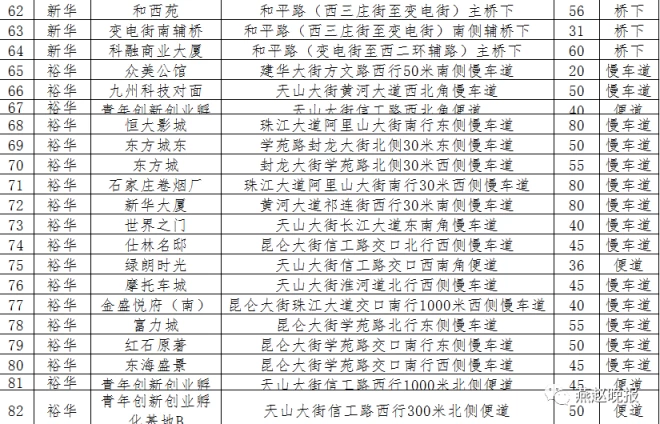 62 新华 和西苑 和平路（西三庄街至变电街）主桥下 56 桥下
63 新华 变电街南辅桥 和平路（西三庄街至变电街）南侧辅桥下 31 桥下
64 新华 科融商业大厦 和平路（变电街至西二环辅路）主桥下 60 桥下
65 裕华 众美公馆 建华大街方文路西行50米南侧慢车道 20 慢车道
66 裕华 九州科技对面 天山大街黄河大道西北角慢车道 50 慢车道
67 裕华 青年创新创业孵 天山大街信工路西北角 40 便道
68 裕华 恒大影城 珠江大道阿里山大街南行东侧慢车道 80 慢车道
69 裕华 东方城东 学苑路封龙大街北侧30米东侧慢车道 50 慢车道
70 裕华 东方城 封龙大街学苑路北侧30米西侧慢车道 55 慢车道
71 裕华 石家庄卷烟厂 珠江大道阿里山大街南行30米西侧慢车道 80 慢车道
72 裕华 新华大厦 黄河大道祁连街西行30米南侧慢车道 80 慢车道
73 裕华 世界之门 天山大街长江大道东南角慢车道 40 慢车道
74 裕华 仕林名邸 昆仑大街信工路交口北行西侧慢车道 45 慢车道
75 裕华 绿朗时光 天山大街信工路交口西南角便道 36 便道
76 裕华 摩托车城 天山大街淮河道北行西侧慢车道 45 慢车道
77 裕华 金盛悦府（南） 昆仑大街珠江大道交口南行1000米西侧慢车道 40 慢车道
78 裕华 富力城 昆仑大街学苑路北行东侧慢车道 55 慢车道
79 裕华 红石原著 昆仑大街学苑路交口南行东侧慢车道 50 慢车道
80 裕华 东海盛景 昆仑大街学苑路交口南行东侧慢车道 45 慢车道
81 裕华 青年创新创业孵 天山大街信工路西行1000米北侧便道 45 便道
82 裕华 青年创新创业孵化基地B 天山大街信工路西行300米北侧便道 50 便道
燕赵晚报